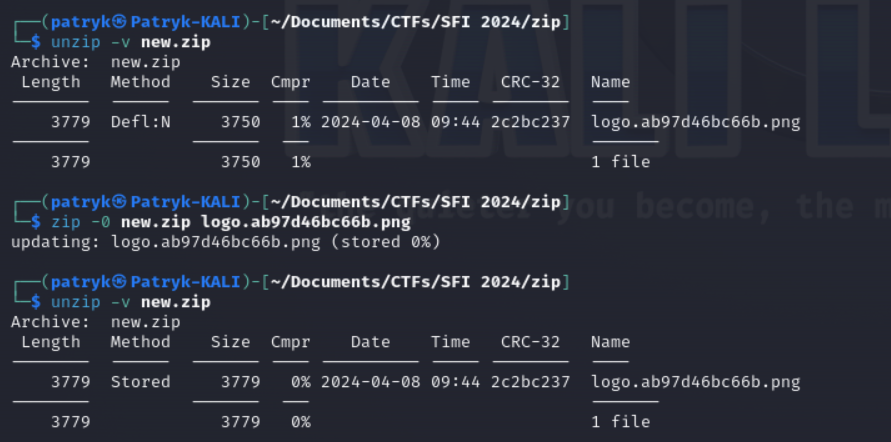 ┌──(patryk㉿Patryk-KALI)-[~/Documents/CTFs/SFI 2024/zip]
└─$ unzip -v new.zip
Archive:  new.zip
 Length   Method    Size  Cmpr    Date    Time   CRC-32   Name
--------  ------  ------- ---- ---------- ----- --------  ----
    3779  Defl:N     3750   1% 2024-04-08 09:44 2c2bc237  logo.ab97d46bc66b.png
--------          -------  ---                            -------
    3779             3750   1%                            1 file
┌──(patryk㉿Patryk-KALI)-[~/Documents/CTFs/SFI 2024/zip]
└─$ zip -0 new.zip logo.ab97d46bc66b.png
updating: logo.ab97d46bc66b.png (stored 0%)
┌──(patryk㉿Patryk-KALI)-[~/Documents/CTFs/SFI 2024/zip]
└─$ unzip -v new.zip
Archive:  new.zip
 Length   Method    Size  Cmpr    Date    Time   CRC-32   Name
--------  ------  ------- ---- ---------- ----- --------  ----
    3779  Stored     3779   0% 2024-04-08 09:44 2c2bc237  logo.ab97d46bc66b.png
--------          -------  ---                            -------
    3779             3779   0%                            1 file
KALI L
you become, the m